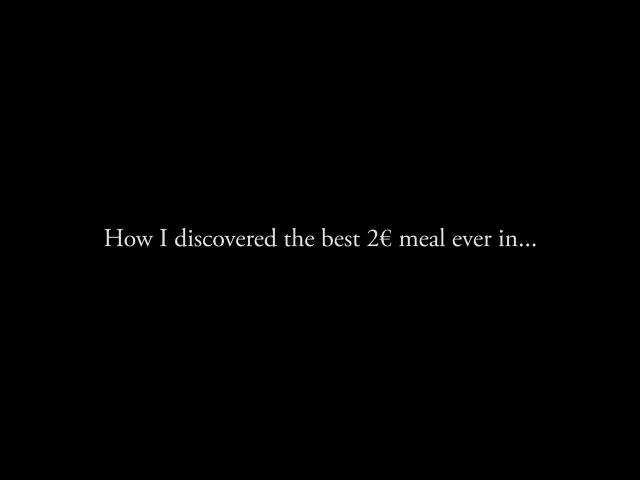 How I discovered the best 2€ meal ever in...